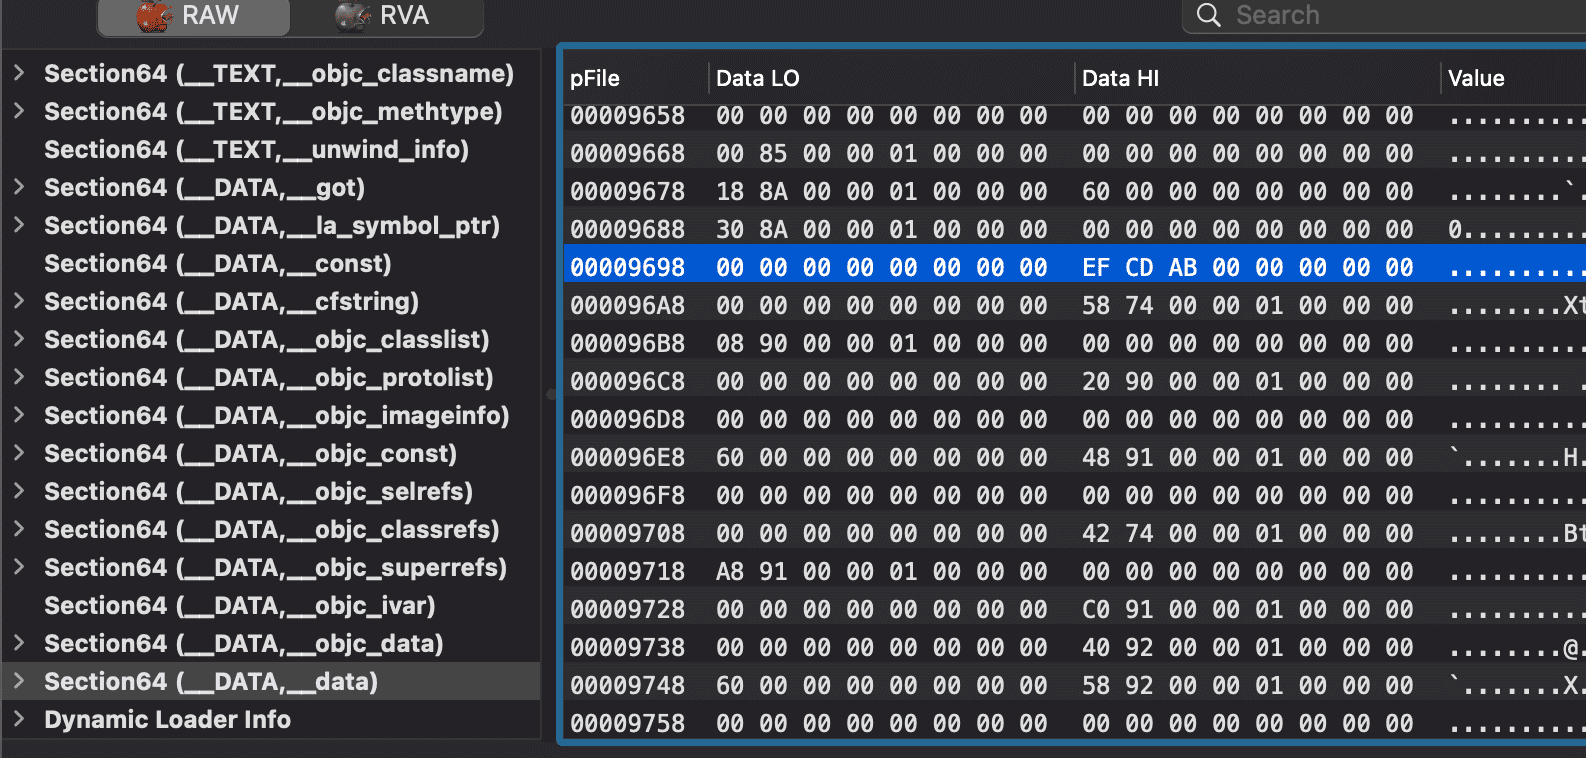 RAW RVA Search
Section64 (__TEXT,__objc_classname)
Section64 (__TEXT,__objc_methtype)
Section64 (__TEXT,__unwind_info)
Section64 (__DATA,__got)
Section64 (__DATA,__la_symbol_ptr)
Section64 (__DATA,__const)
Section64 (__DATA,__cfstring)
Section64 (__DATA,__objc_classlist)
Section64 (__DATA,__objc_protolist)
Section64 (__DATA,__objc_imageinfo)
Section64 (__DATA,__objc_const)
Section64 (__DATA,__objc_selrefs)
Section64 (__DATA,__objc_classrefs)
Section64 (__DATA,__objc_superrefs)
Section64 (__DATA,__objc_ivar)
Section64 (__DATA,__objc_data)
Section64 (__DATA,__data)
Dynamic Loader Info
pFile Data LO Data HI Value
00009658 00 00 00 00 00 00 00 00 00 00 00 00 00 00 00 00 ..........
00009668 00 85 00 00 01 00 00 00 00 00 00 00 00 00 00 00 ..........
00009678 18 8A 00 00 01 00 00 00 60 00 00 00 00 00 00 00 ........`.
00009688 30 8A 00 00 01 00 00 00 00 00 00 00 00 00 00 00 0.........
00009698 00 00 00 00 00 00 00 00 EF CD AB 00 00 00 00 00 ..........
000096A8 00 00 00 00 00 00 00 00 58 74 00 00 01 00 00 00 ........Xt
000096B8 08 90 00 00 01 00 00 00 00 00 00 00 00 00 00 00 ..........
000096C8 00 00 00 00 00 00 00 00 20 90 00 00 01 00 00 00 ........ .
000096D8 00 00 00 00 00 00 00 00 00 00 00 00 00 00 00 00 ..........
000096E8 60 00 00 00 00 00 00 00 48 91 00 00 01 00 00 00 `.......H.
000096F8 00 00 00 00 00 00 00 00 00 00 00 00 00 00 00 00 ..........
00009708 00 00 00 00 00 00 00 00 42 74 00 00 01 00 00 00 ........Bt
00009718 A8 91 00 00 01 00 00 00 00 00 00 00 00 00 00 00 ..........
00009728 00 00 00 00 00 00 00 00 C0 91 00 00 01 00 00 00 ..........
00009738 00 00 00 00 00 00 00 00 40 92 00 00 01 00 00 00 ........@.
00009748 60 00 00 00 00 00 00 00 58 92 00 00 01 00 00 00 `.......X.
00009758 00 00 00 00 00 00 00 00 00 00 00 00 00 00 00 00 ..........